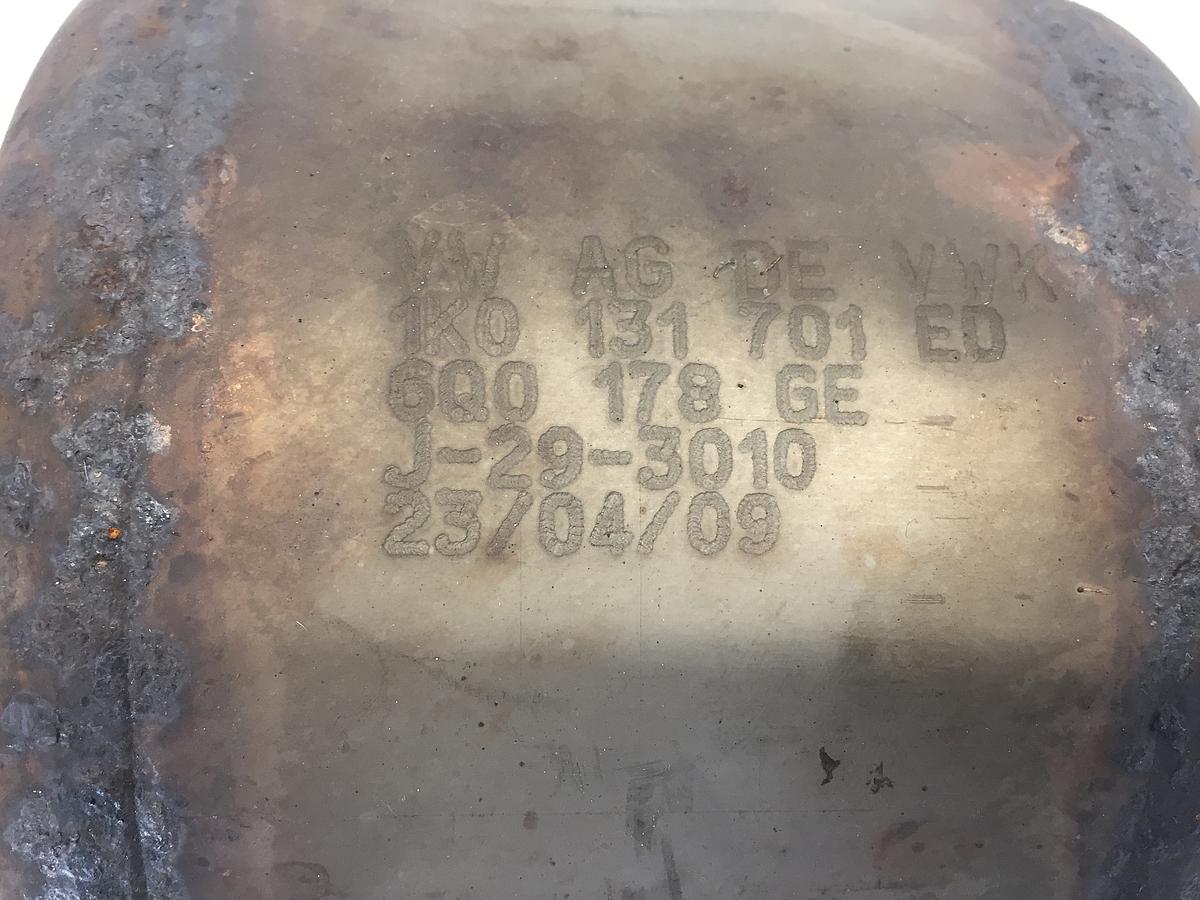 VW AG DE VWK
1K0 131 701 ED
6Q0 178 GE
J-29-3010
23/04/09